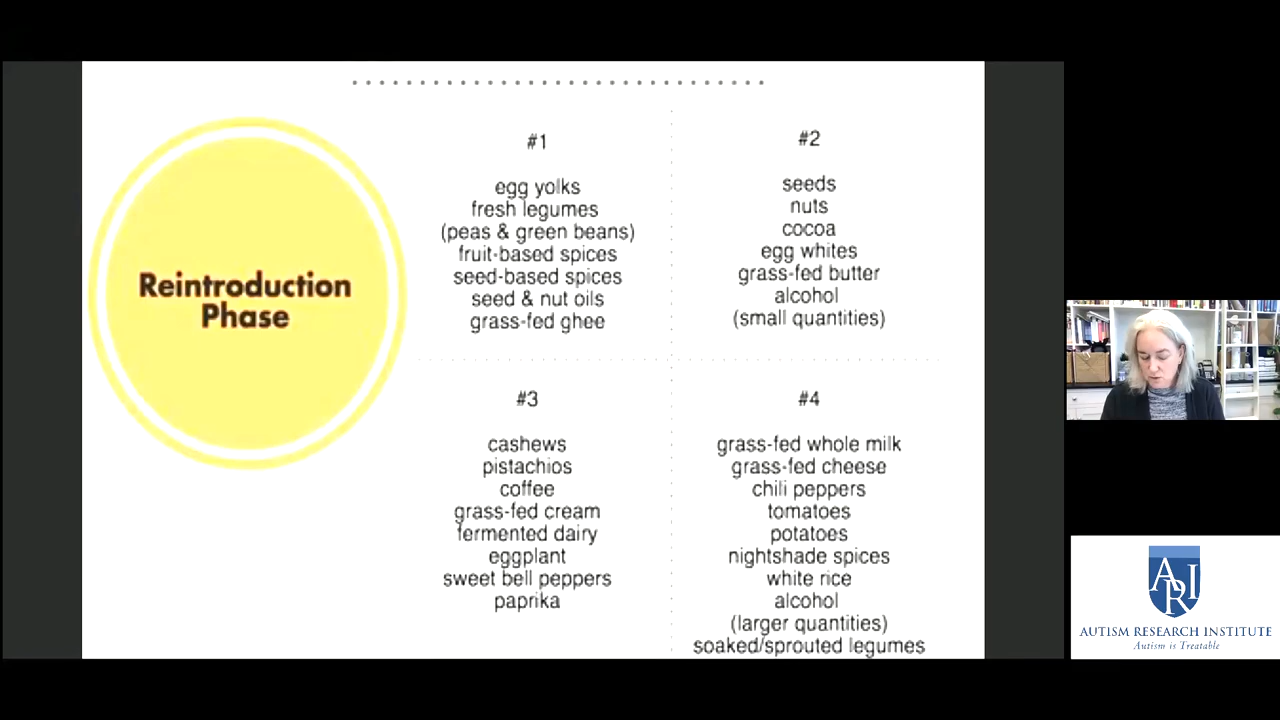 Reintroduction
Phase
#1
egg yolks
fresh legumes
(peas & green beans)
fruit-based spices
seed-based spices
seed & nut oils
grass-fed ghee
#2
seeds
nuts
cocoa
egg whites
grass-fed butter
alcohol
(small quantities)
#3
cashews
pistachios
coffee
grass-fed cream
fermented dairy
eggplant
sweet bell peppers
paprika
#4
grass-fed whole milk
grass-fed cheese
chili peppers
tomatoes
potatoes
nightshade spices
white rice
alcohol
(larger quantities)
soaked/sprouted legumes
ARI
AUTISM RESEARCH INSTITUTE
Autism is Treatable